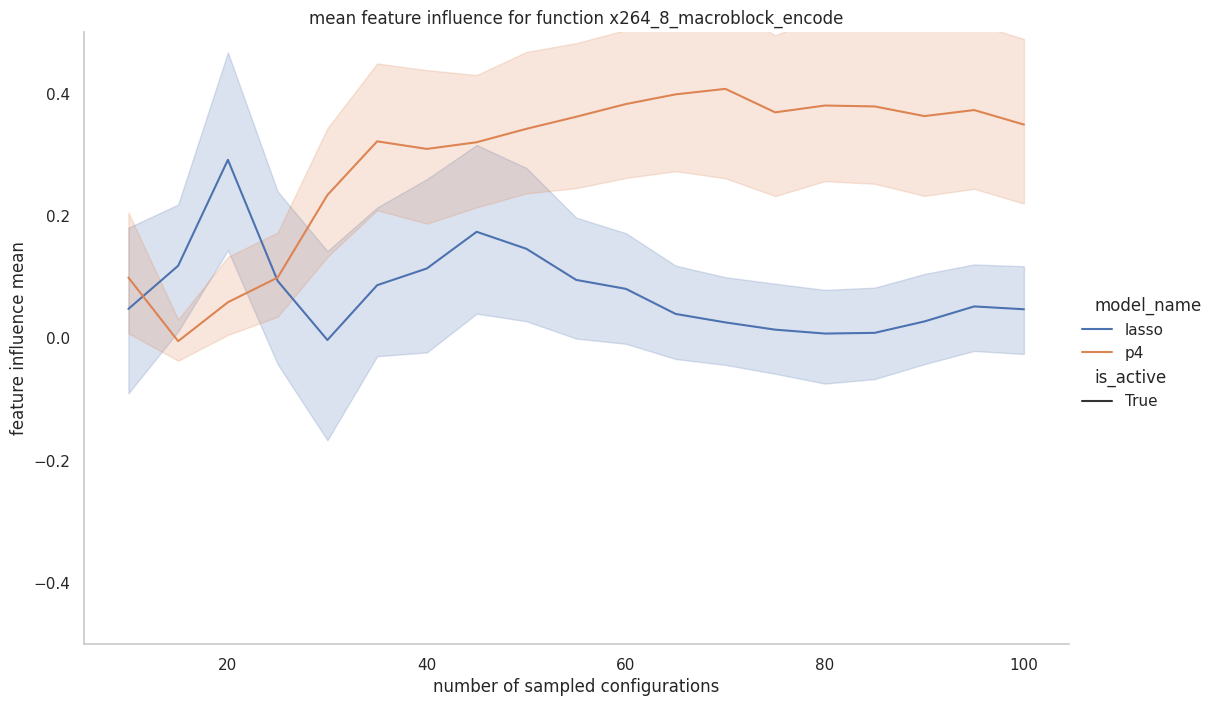 mean feature influence for function x264_8_macroblock_encode
feature influence mean
0.4
0.2
0.0
−0.2
−0.4
20
40
60
80
100
number of sampled configurations
model_name
lasso
p4
is_active
True